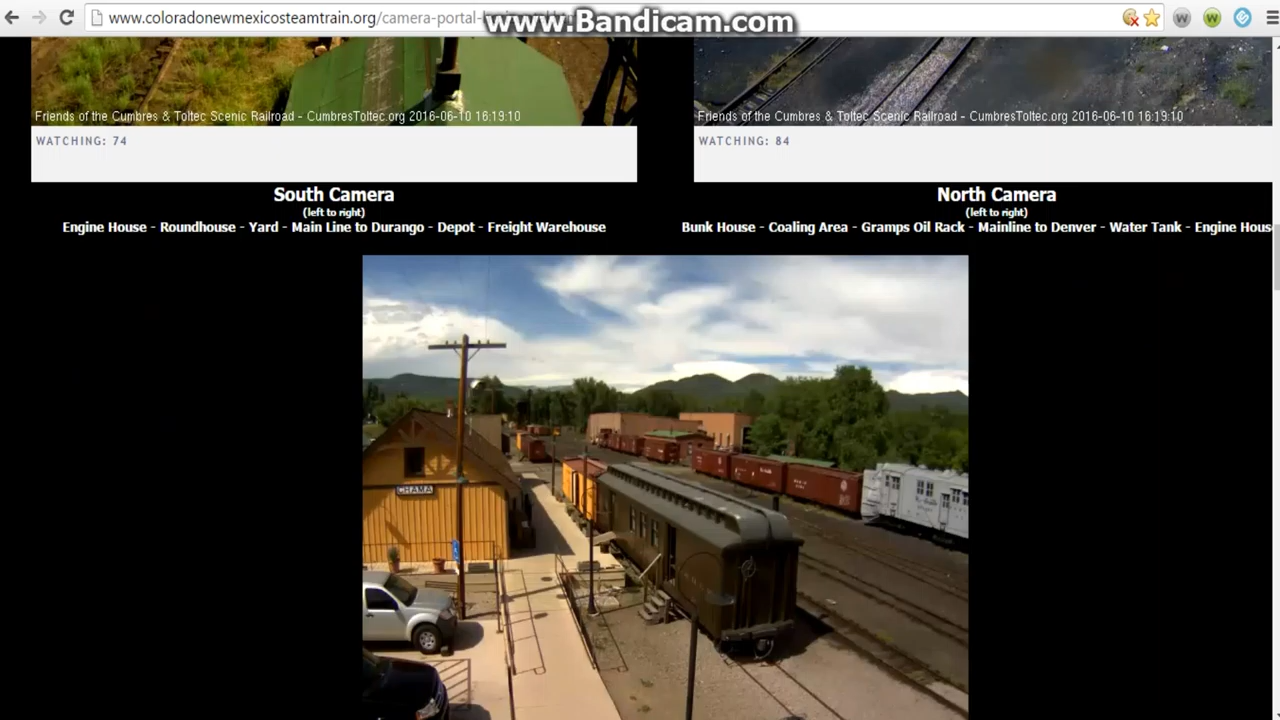 www.coloradonewmexicosteamtrain.org/camera-portal-
www.Bandicam.com
Friends of the Cumbres & Toltec Scenic Railroad - CumbresToltec.org 2016-06-10 16:19:10
WATCHING: 74
South Camera
(left to right)
Engine House - Roundhouse - Yard - Main Line to Durango - Depot - Freight Warehouse
Friends of the Cumbres & Toltec Scenic Railroad - CumbresToltec.org 2016-06-10 16:19:10
WATCHING: 84
North Camera
(left to right)
Bunk House - Coaling Area - Gramps Oil Rack - Mainline to Denver - Water Tank - Engine Hous
CHAMA